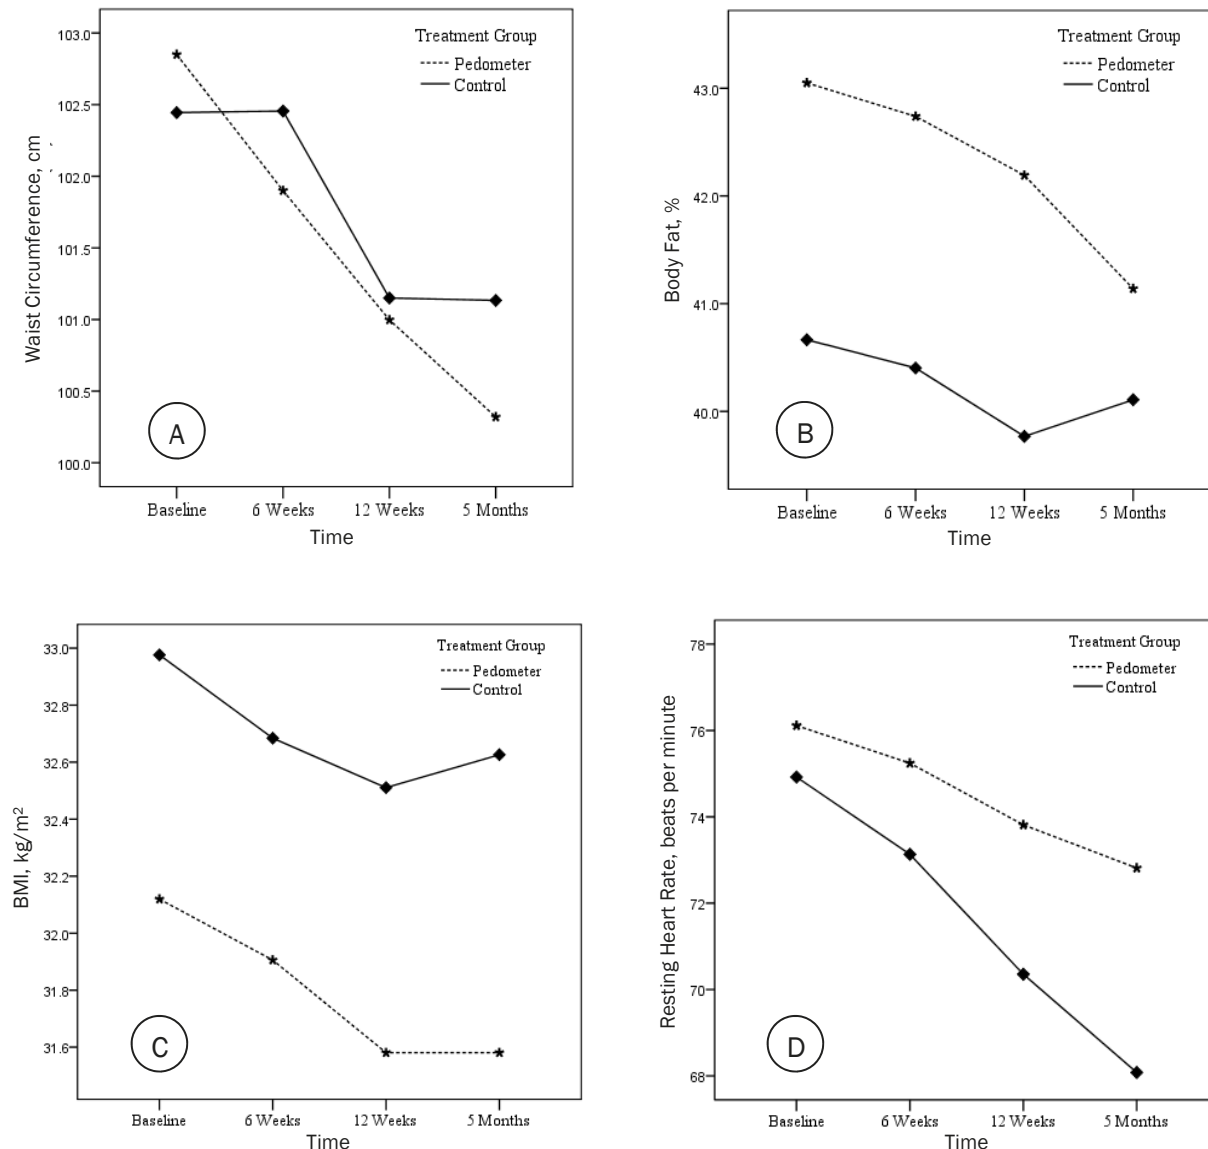 Waist Circumference, cm
103.0
102.5
102.0
101.5
101.0
100.5
100.0
Treatment Group
Pedometer
Control
A
Baseline 6 Weeks 12 Weeks 5 Months
Time
Body Fat, %
43.0
42.0
41.0
40.0
Treatment Group
Pedometer
Control
B
Baseline 6 Weeks 12 Weeks 5 Months
Time
BMI, kg/m²
33.0
32.8
32.6
32.4
32.2
32.0
31.8
31.6
Treatment Group
Pedometer
Control
C
Baseline 6 Weeks 12 Weeks 5 Months
Time
Resting Heart Rate, beats per minute
78
76
74
72
70
68
Treatment Group
Pedometer
Control
D
Baseline 6 Weeks 12 Weeks 5 Months
Time